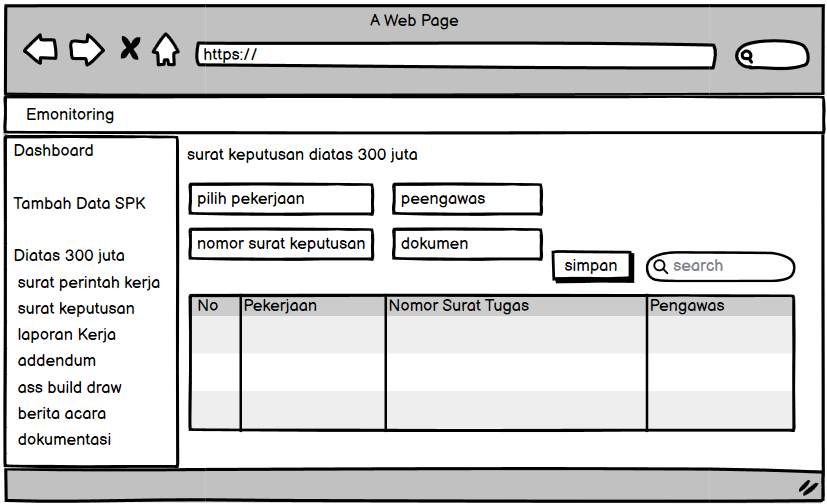 A Web Page
https://
Emonitoring
Dashboard
Tambah Data SPK
Diatas 300 juta
surat perintah kerja
surat keputusan
laporan Kerja
addendum
ass build draw
berita acara
dokumentasi
surat keputusan diatas 300 juta
pilih pekerjaan
peengawas
nomor surat keputusan
dokumen
simpan
search
No Pekerjaan Nomor Surat Tugas Pengawas